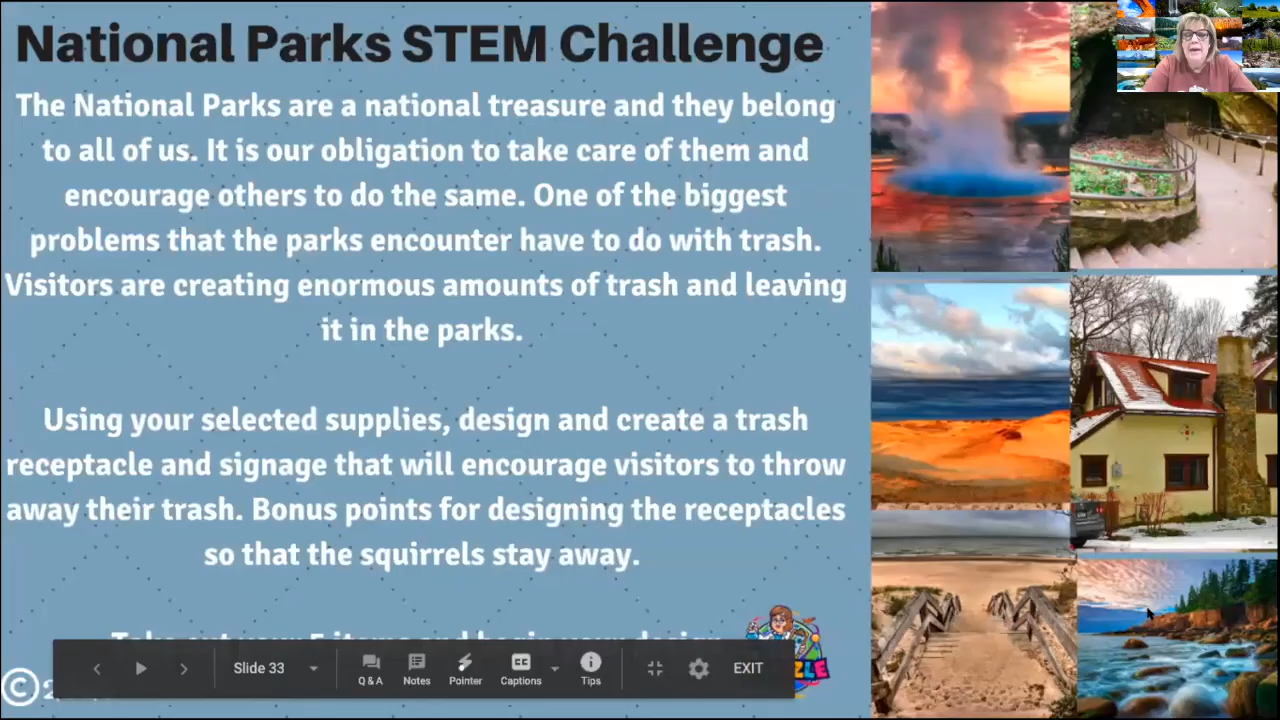 National Parks STEM Challenge
The National Parks are a national treasure and they belong
to all of us. It is our obligation to take care of them and
encourage others to do the same. One of the biggest
problems that the parks encounter have to do with trash.
Visitors are creating enormous amounts of trash and leaving
it in the parks.
Using your selected supplies, design and create a trash
receptacle and signage that will encourage visitors to throw
away their trash. Bonus points for designing the receptacles
so that the squirrels stay away.
Slide 33
Q & A
Notes
Pointer
CC
Captions
Tips
EXIT
©